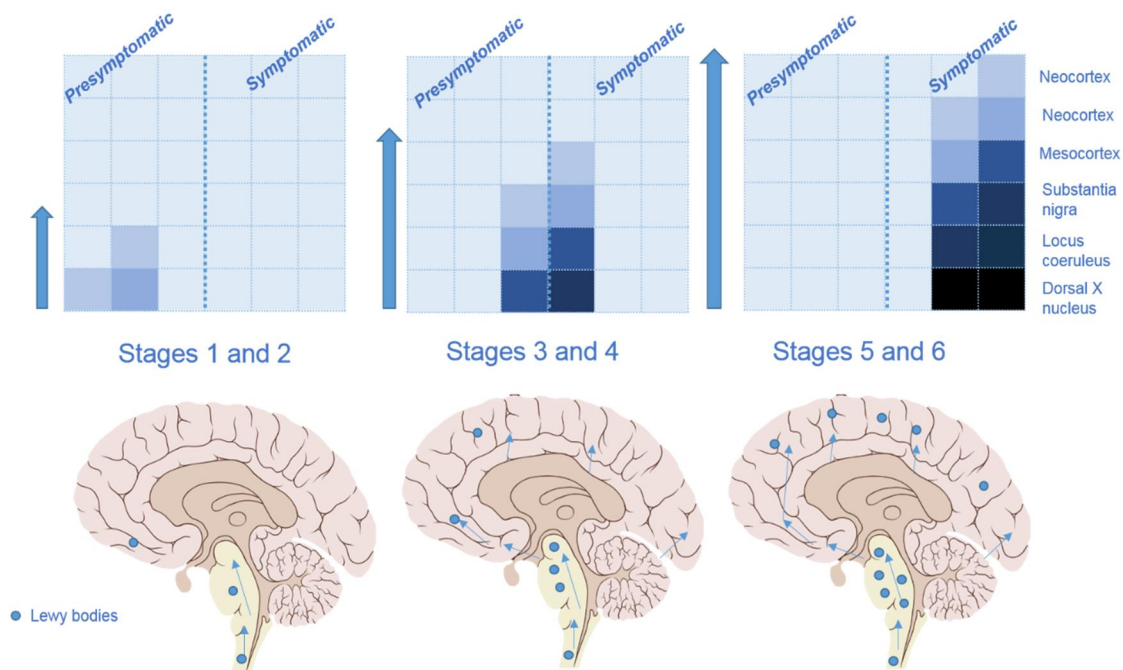 Presymptomatic
Symptomatic
Presymptomatic
Symptomatic
Presymptomatic
Symptomatic
Neocortex
Neocortex
Mesocortex
Substantia
nigra
Locus
coeruleus
Dorsal X
nucleus
Stages 1 and 2
Stages 3 and 4
Stages 5 and 6
Lewy bodies